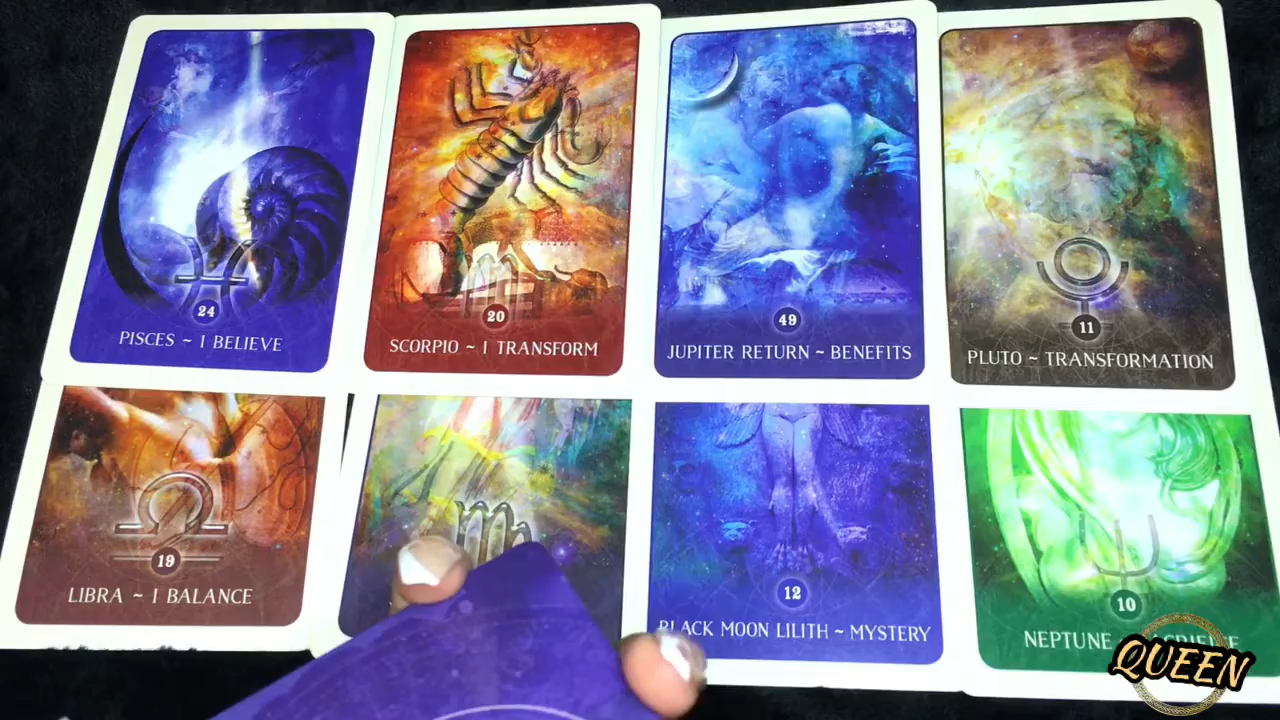 24
PISCES ~ I BELIEVE
20
SCORPIO ~ I TRANSFORM
49
JUPITER RETURN ~ BENEFITS
11
PLUTO ~ TRANSFORMATION
19
LIBRA ~ I BALANCE
12
BLACK MOON LILITH ~ MYSTERY
10
NEPTUNE
QUEEN